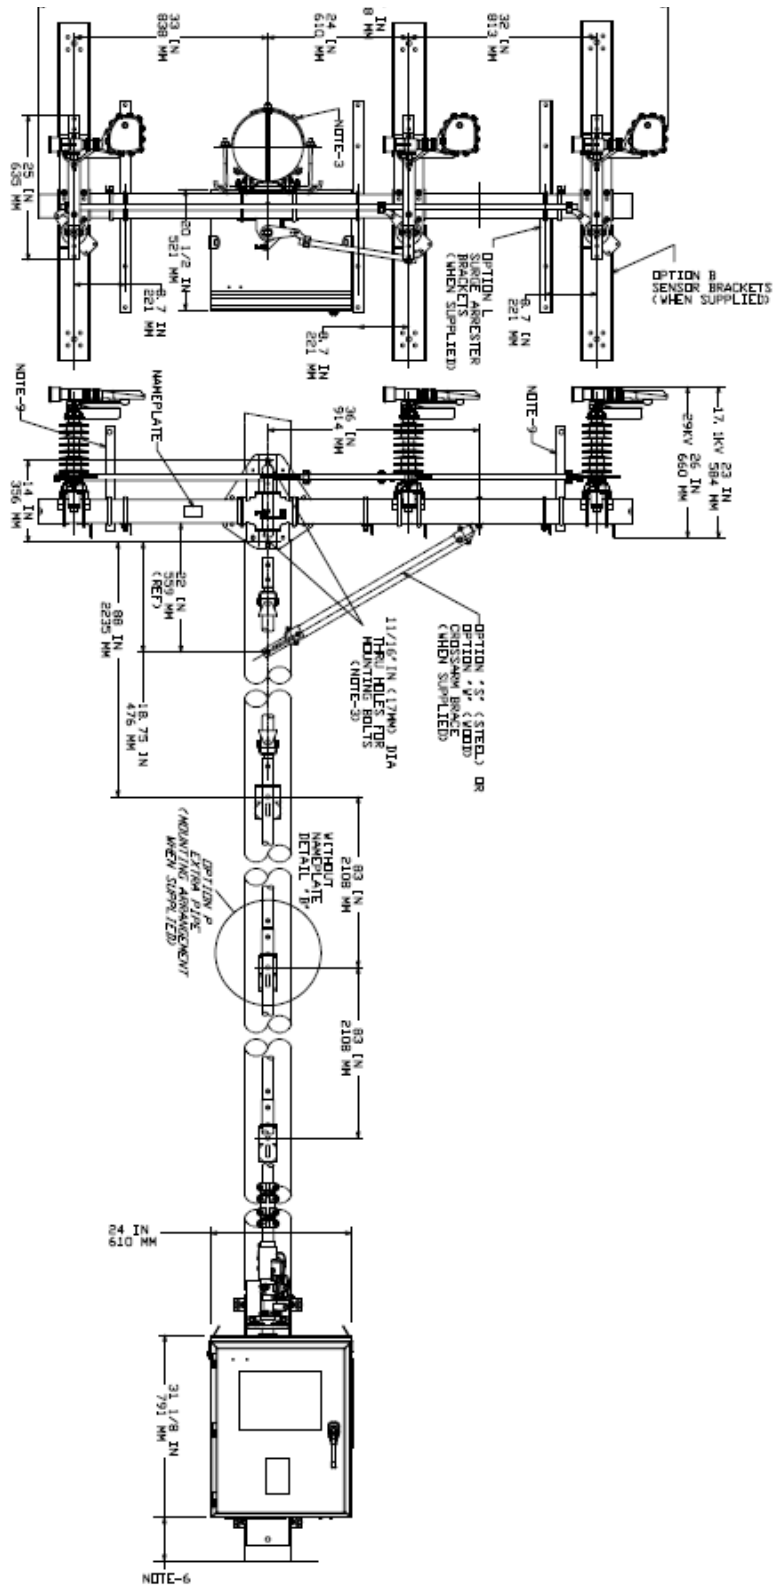 33 IN
838 MM
24 IN
610 MM
IN
8 MM
32 IN
813 MM
NOTE-3
25 IN
635 MM
20 1/2 IN
521 MM
8.7 IN
221 MM
8.7 IN
221 MM
OPTION L
SURGE ARRESTER
BRACKETS
(WHEN SUPPLIED)
8.7 IN
221 MM
OPTION B
SENSOR BRACKETS
(WHEN SUPPLIED)
NOTE-9
NAMEPLATE
36 IN
914 MM
NOTE-9
17.1KV 23 IN
584 MM
29KV 26 IN
660 MM
14 IN
356 MM
22 IN
559 MM
(REF)
88 IN
2235 MM
18.75 IN
476 MM
11/16" IN (17MM) DIA
THRU HOLES FOR
MOUNTING BOLTS
(NOTE-3)
OPTION "S" (STEEL) OR
OPTION "W" (WOOD)
CROSSARM BRACE
(WHEN SUPPLIED)
OPTION P
EXTRA PIPE
(MOUNTING ARRANGEMENT
WHEN SUPPLIED)
WITHOUT
NAMEPLATE
DETAIL "B"
83 IN
2108 MM
83 IN
2108 MM
24 IN
610 MM
31 1/8 IN
791 MM
NOTE-6